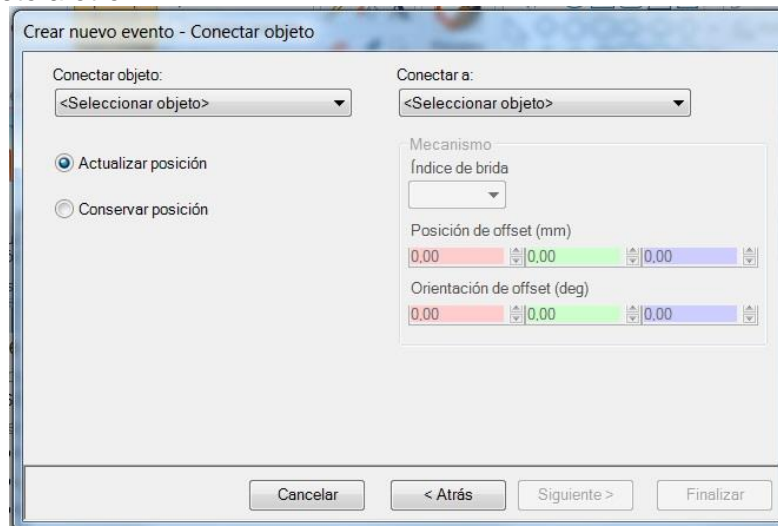 Crear nuevo evento - Conectar objeto
Conectar objeto:
<Seleccionar objeto>
Actualizar posición
Conservar posición
Conectar a:
<Seleccionar objeto>
Mecanismo
Índice de brida
Posición de offset (mm)
0,00 0,00 0,00
Orientación de offset (deg)
0,00 0,00 0,00
Cancelar < Atrás Siguiente > Finalizar